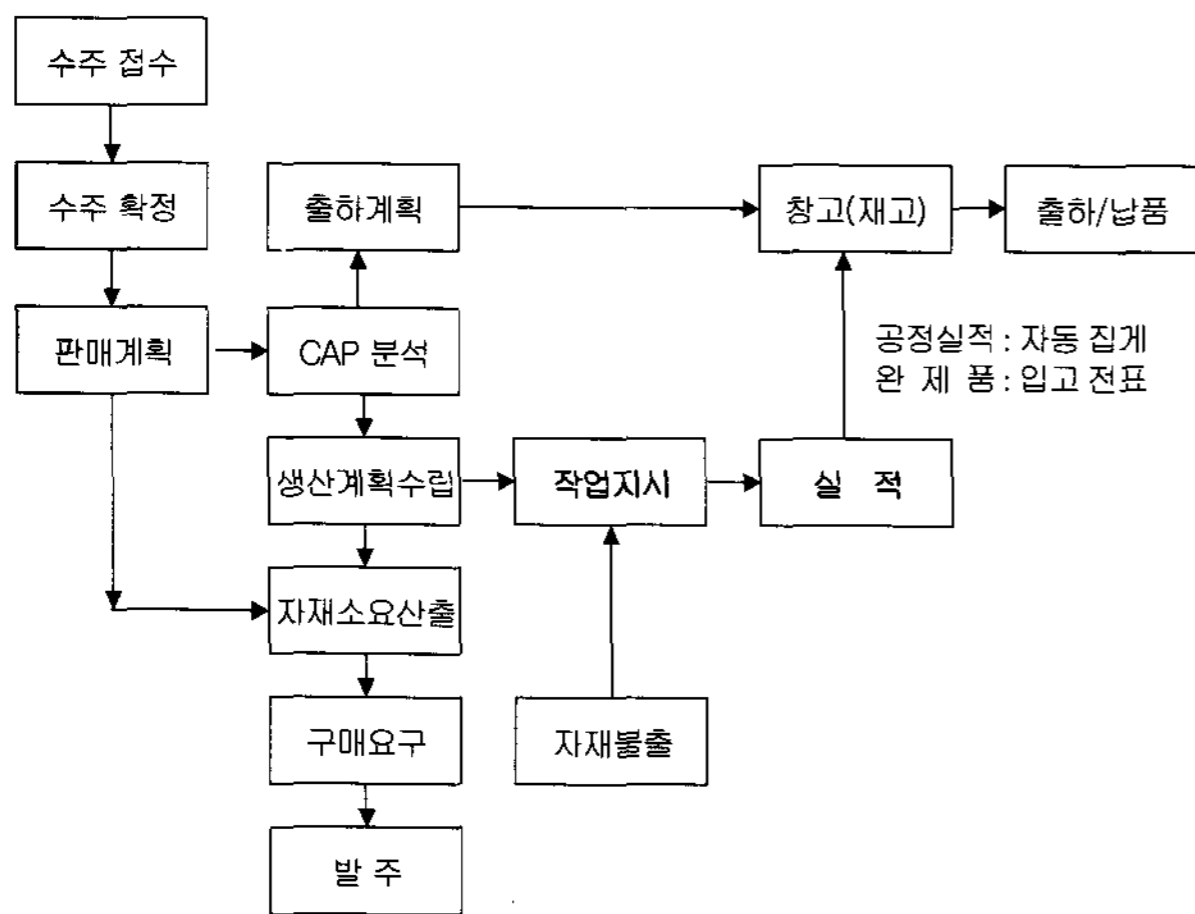 수주 접수
수주 확정
출하계획
창고(재고)
출하/납품
판매계획
CAP 분석
공정실적 : 자동 집게
완 제 품 : 입고 전표
생산계획수립
작업지시
실 적
자재소요산출
구매요구
자재불출
발 주